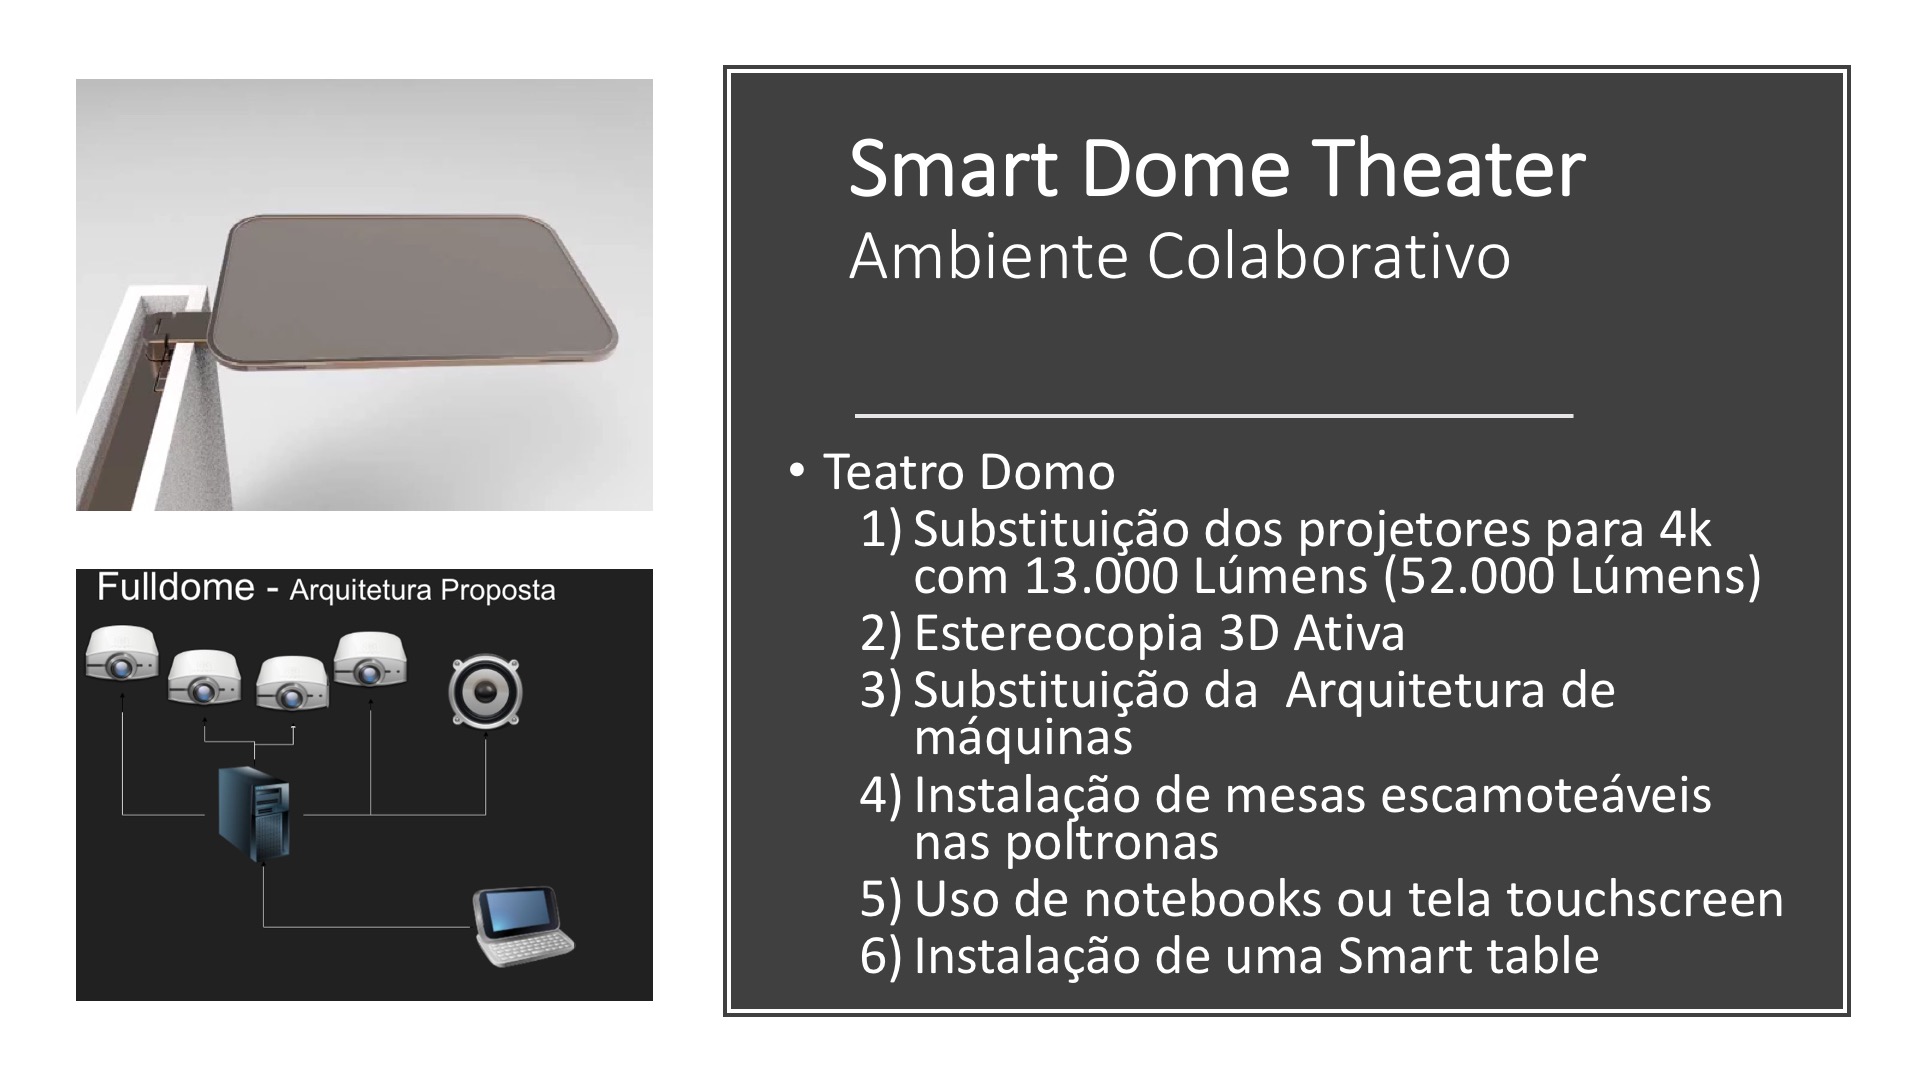 Smart Dome Theater
Ambiente Colaborativo
• Teatro Domo
1) Substituição dos projetores para 4k
com 13.000 Lúmens (52.000 Lúmens)
2) Estereocopia 3D Ativa
3) Substituição da  Arquitetura de
máquinas
4) Instalação de mesas escamoteáveis
nas poltronas
5) Uso de notebooks ou tela touchscreen
6) Instalação de uma Smart table
Fulldome - Arquitetura Proposta